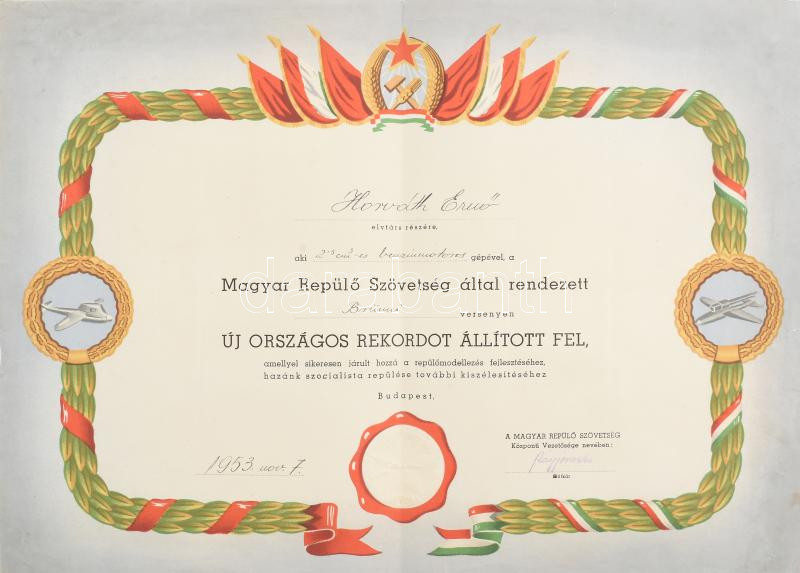 Horváth Ernő
elvtárs részére,
aki 2·5 cm³-es benzinmotoros gépével, a
Magyar Repülő Szövetség által rendezett
versenyen
ÚJ ORSZÁGOS REKORDOT ÁLLÍTOTT FEL,
amellyel sikeresen járult hozzá a repülőmodellezés fejlesztéséhez,
hazánk szocialista repülése további kiszélesítéséhez
Budapest,
1953. nov. 7.
A MAGYAR REPÜLŐ SZÖVETSÉG
Központi Vezetősége nevében:
titkár
darabanth